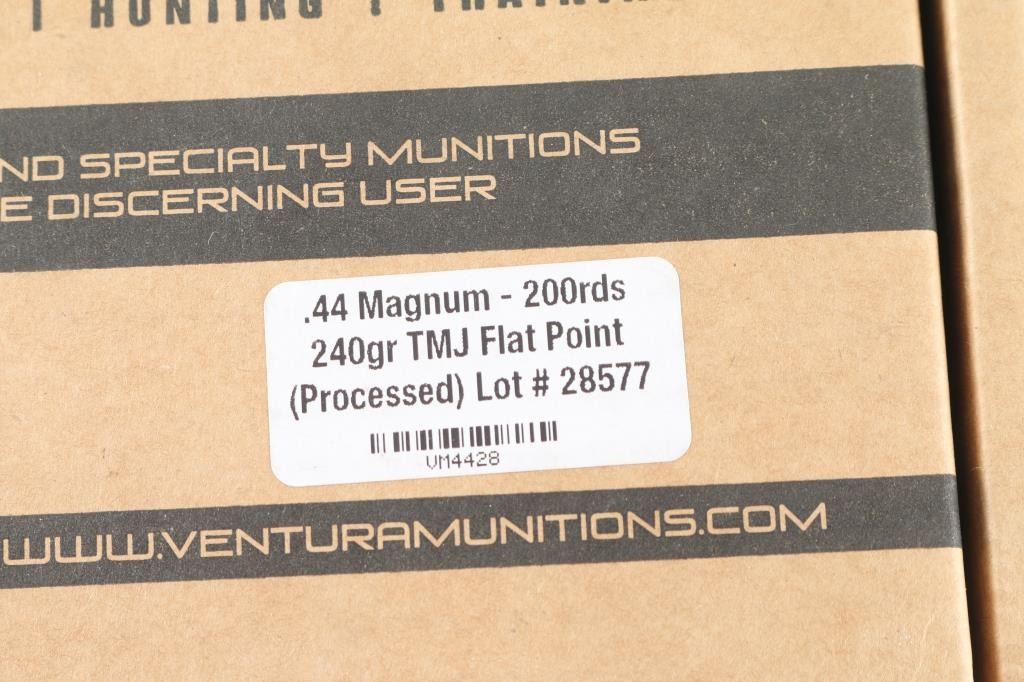 | HUNTING |
ND SPECIALTY MUNITIONS
E DISCERNING USER
.44 Magnum - 200rds
240gr TMJ Flat Point
(Processed) Lot # 28577
VM4428
WWW.VENTURAMUNITIONS.COM